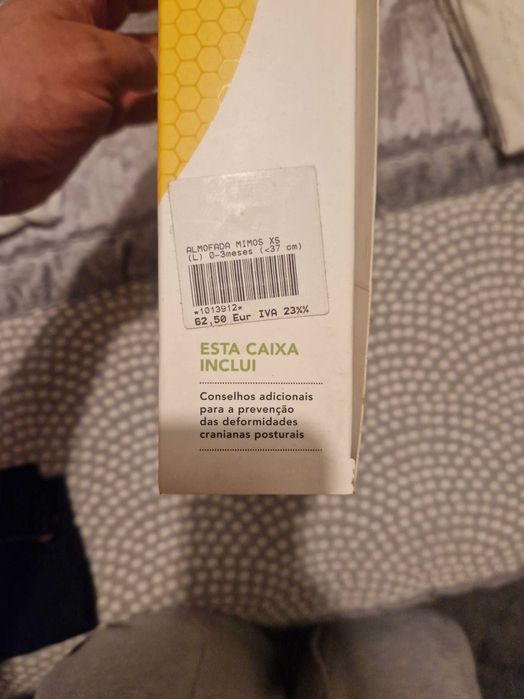 ALMOFADA MIMOS XS
(L) 0-3meses (<37 cm)
*1013912*
62,50 Eur IVA 23%%
ESTA CAIXA
INCLUI
Conselhos adicionais
para a prevenção
das deformidades
cranianas posturais